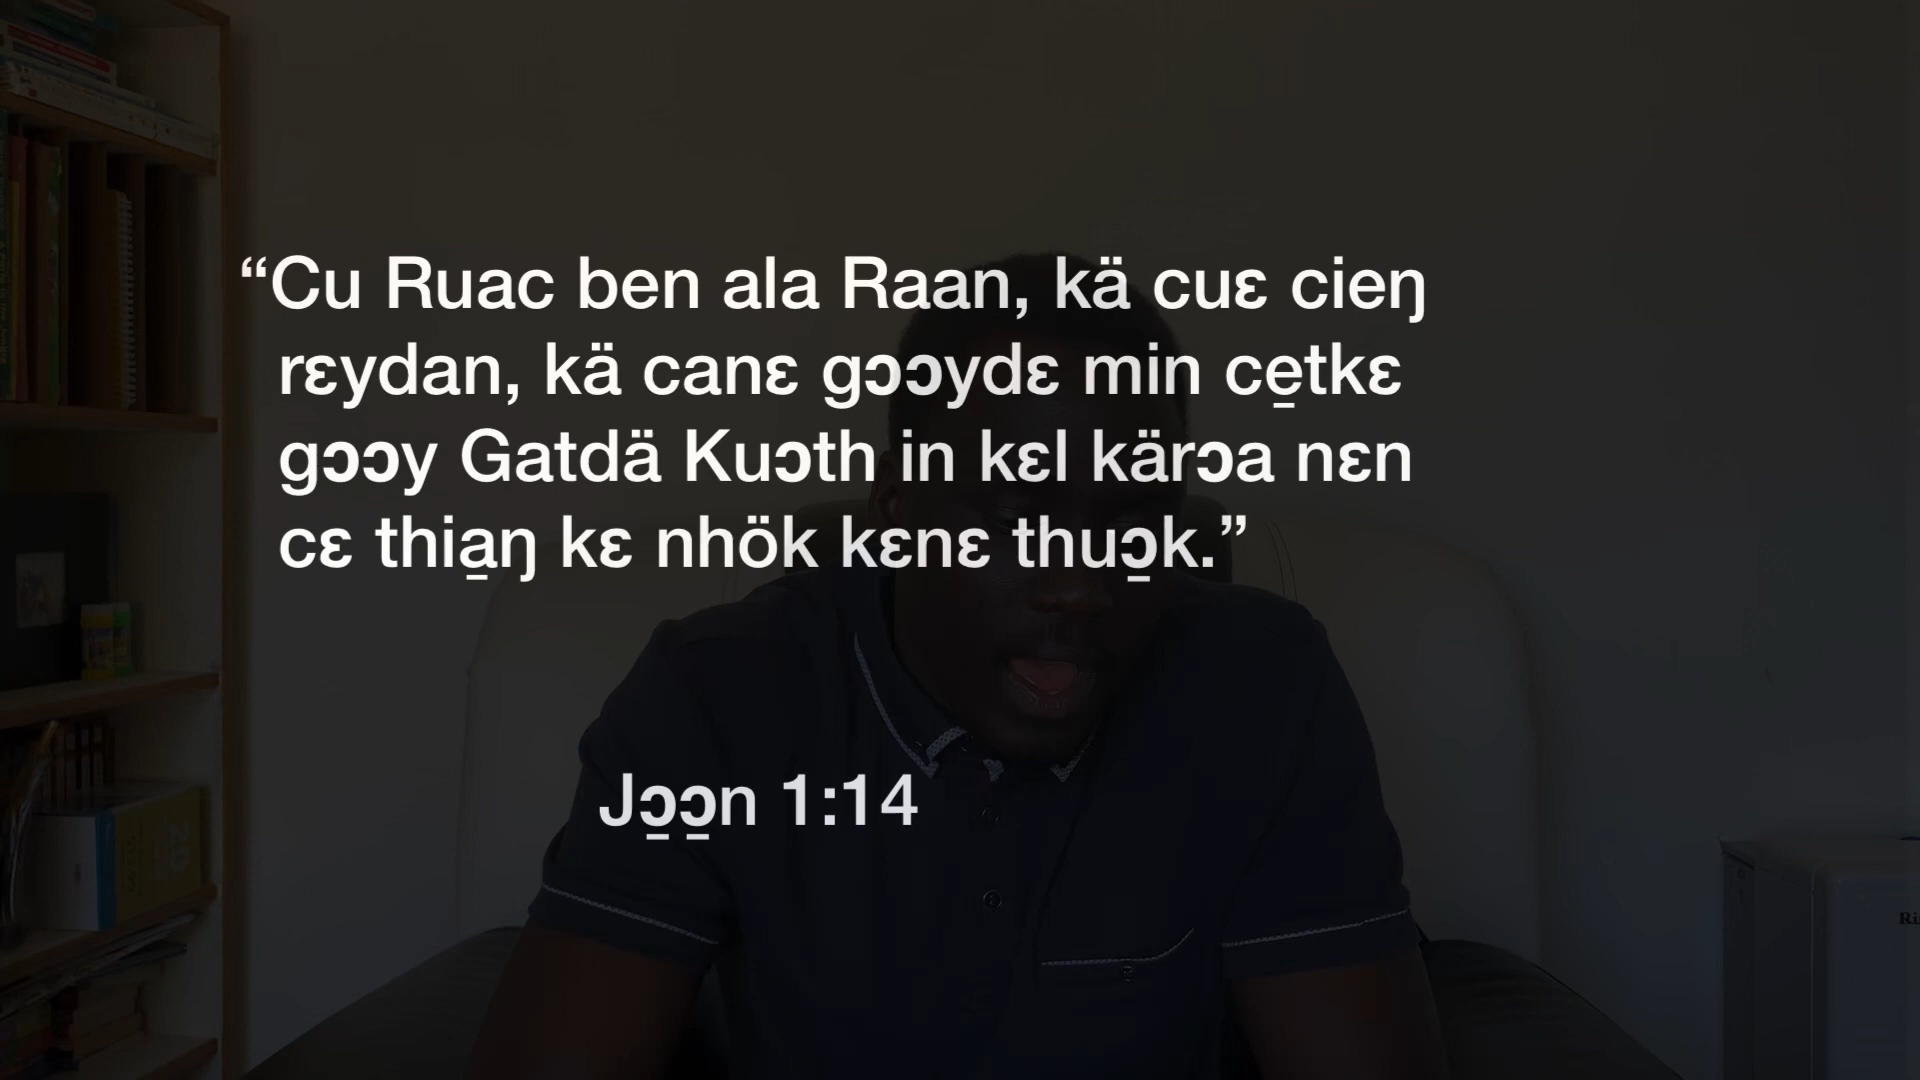 “Cu Ruac ben ala Raan, kä cuɛ cieŋ
rɛydan, kä canɛ gɔɔydɛ min ce̱tkɛ
gɔɔy Gatdä Kuɔth in kɛl kärɔa nɛn
cɛ thia̱ŋ kɛ nhök kɛnɛ thuɔ̱k.”
Jɔ̱ɔ̱n 1:14